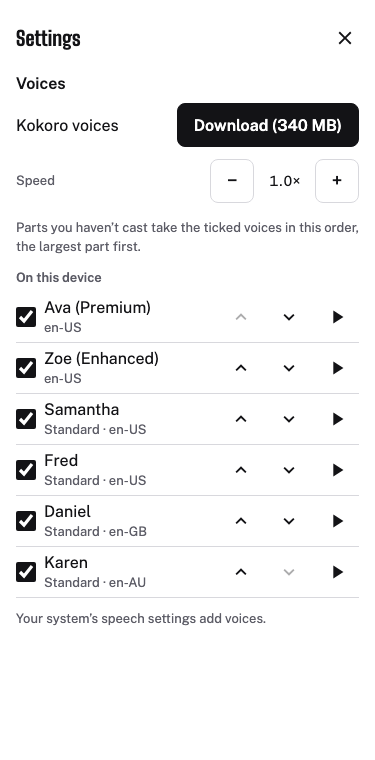 Settings
Voices
Kokoro voices
Download (340 MB)
Speed
− 1.0× +
Parts you haven't cast take the ticked voices in this order,
the largest part first.
On this device
Ava (Premium)
en-US
Zoe (Enhanced)
en-US
Samantha
Standard · en-US
Fred
Standard · en-US
Daniel
Standard · en-GB
Karen
Standard · en-AU
Your system's speech settings add voices.